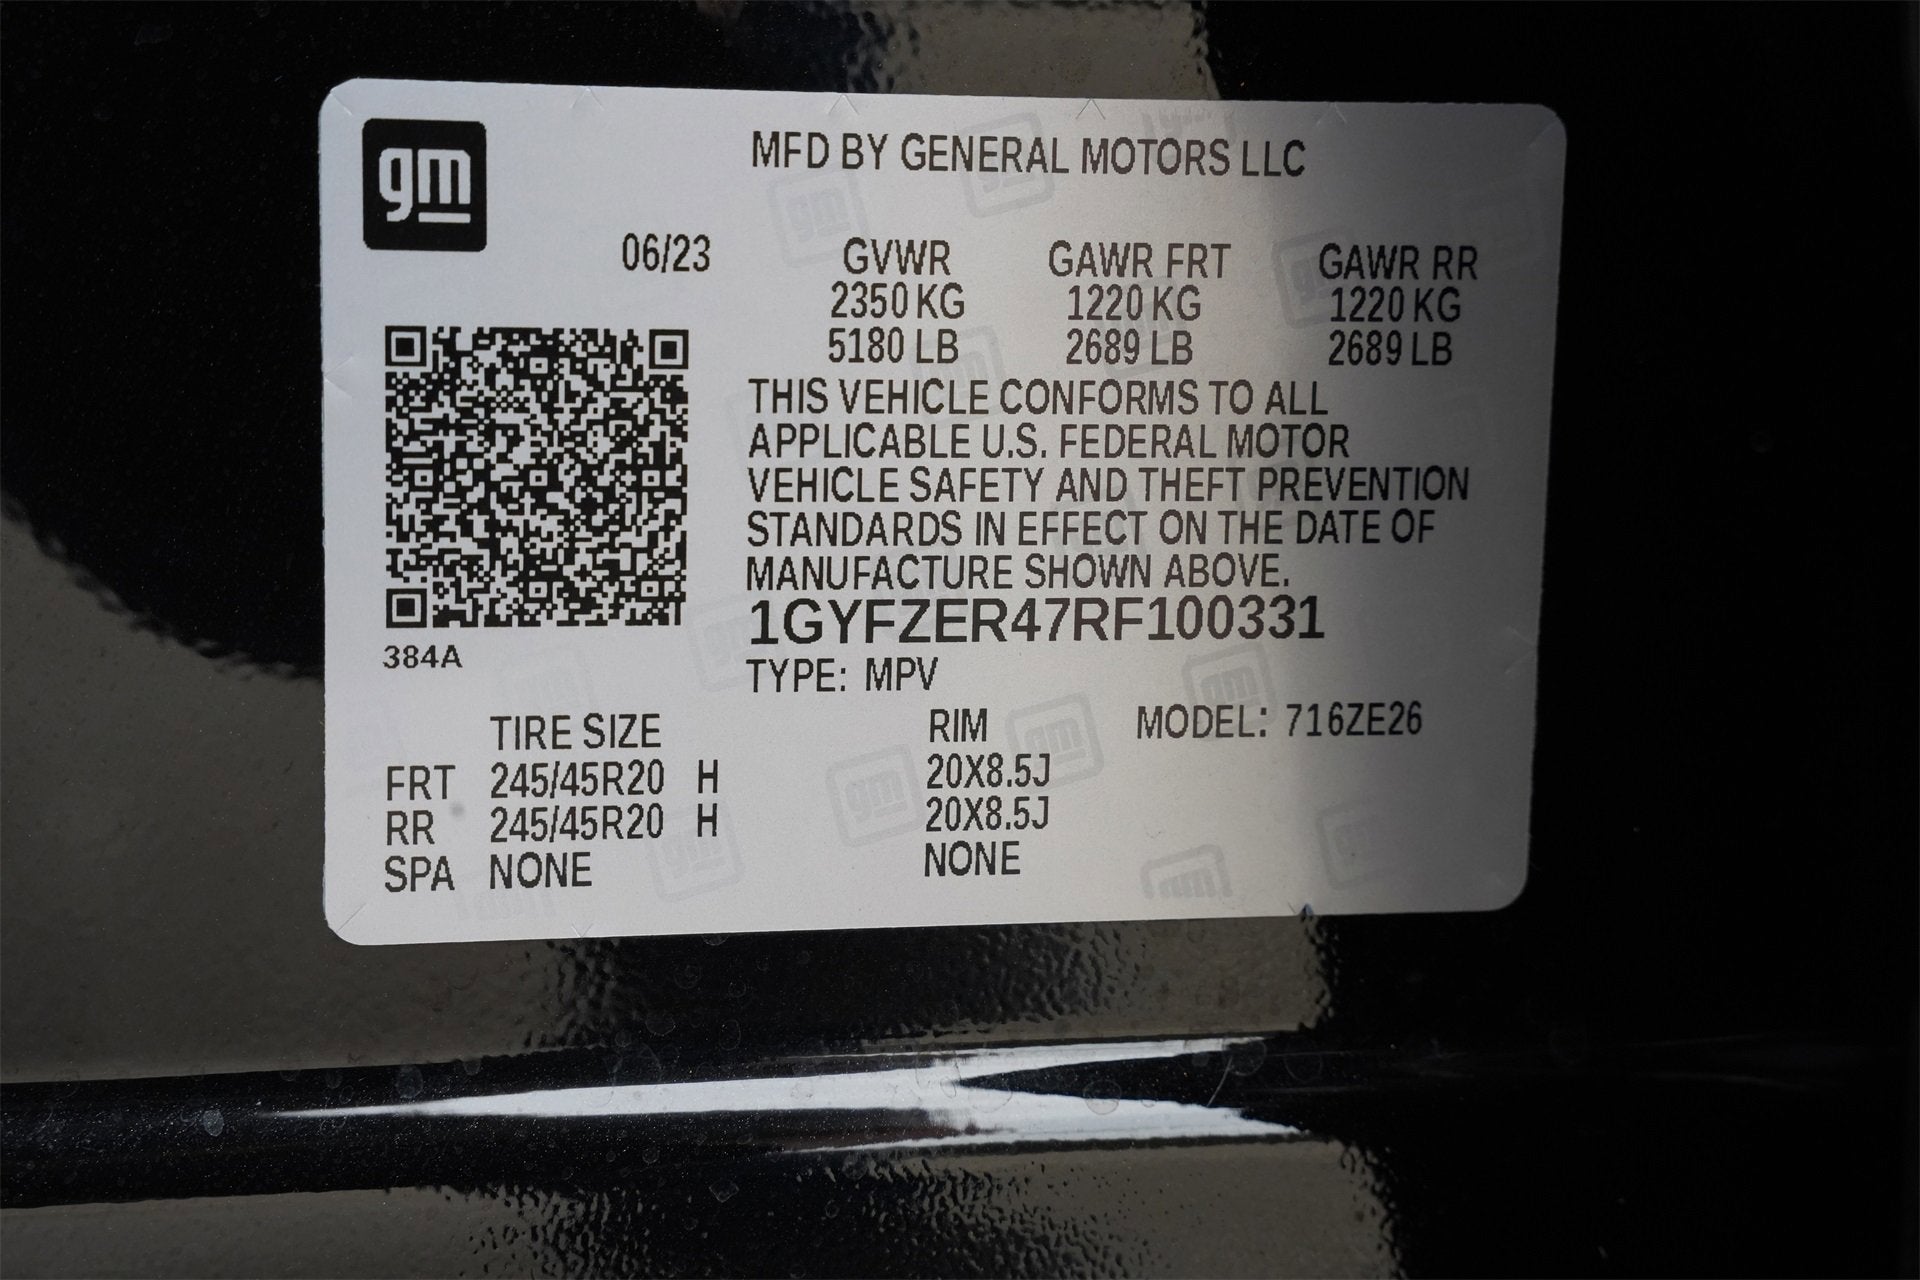 gm
MFD BY GENERAL MOTORS LLC
06/23
GVWR GAWR FRT GAWR RR
2350 KG 1220 KG 1220 KG
5180 LB 2689 LB 2689 LB
THIS VEHICLE CONFORMS TO ALL
APPLICABLE U.S. FEDERAL MOTOR
VEHICLE SAFETY AND THEFT PREVENTION
STANDARDS IN EFFECT ON THE DATE OF
MANUFACTURE SHOWN ABOVE.
1GYFZER47RF100331
384A
TYPE: MPV
TIRE SIZE RIM MODEL: 716ZE26
FRT 245/45R20 H 20X8.5J
RR 245/45R20 H 20X8.5J
SPA NONE NONE